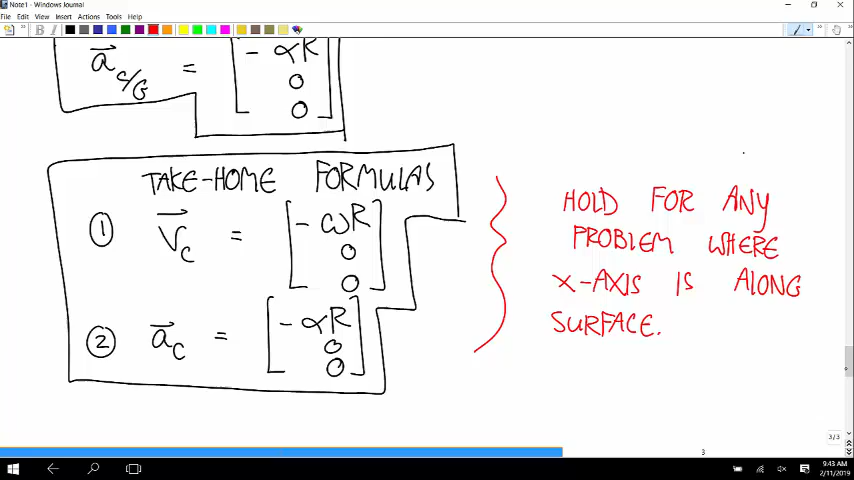 Note1 - Windows Journal
File Edit View Insert Actions Tools Help
B
a⃗ C/G = [ - αR
0
0 ]
TAKE-HOME FORMULAS
① V⃗c = [ - ωR
0
0 ]
② a⃗c = [ - αR
0
0 ]
HOLD FOR ANY
PROBLEM WHERE
X-AXIS IS ALONG
SURFACE.
3/3
3
9:43 AM
2/11/2019